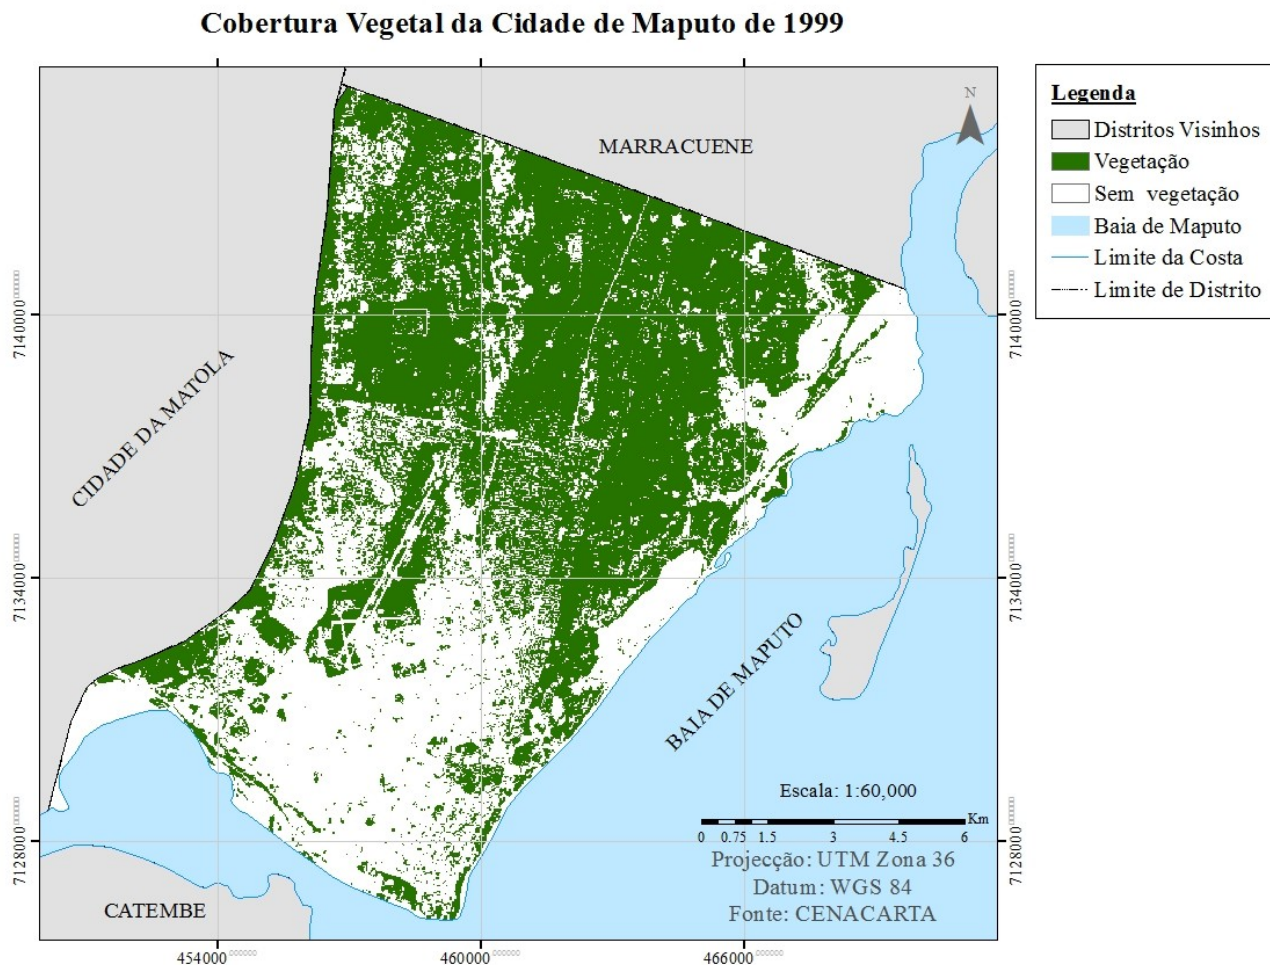 Cobertura Vegetal da Cidade de Maputo de 1999
N
MARRACUENE
CIDADE DA MATOLA
BAIA DE MAPUTO
CATEMBE
Legenda
Distritos Visinhos
Vegetação
Sem vegetação
Baia de Maputo
Limite da Costa
Limite de Distrito
7140000
7134000
7128000
7140000
7134000
7128000
Escala: 1:60,000
Km
0 0.75 1.5 3 4.5 6
Projecção: UTM Zona 36
Datum: WGS 84
Fonte: CENACARTA
454000
460000
466000